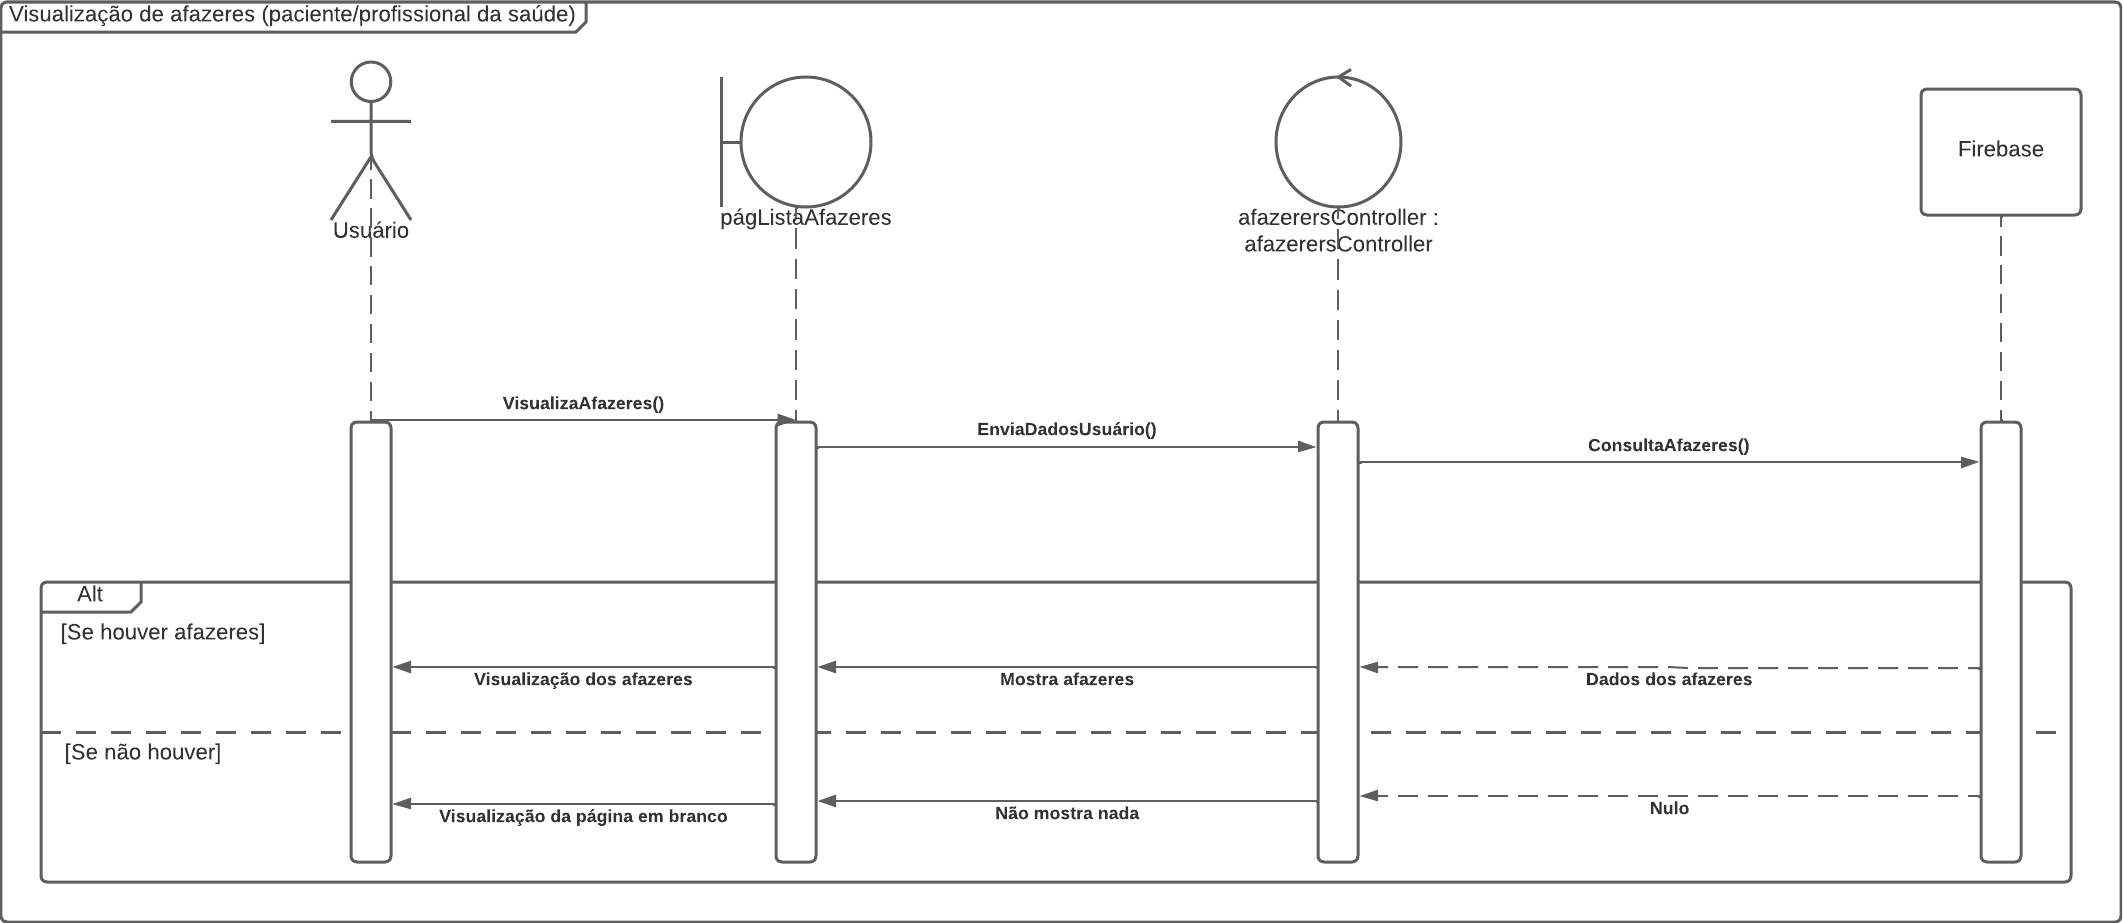 Visualização de afazeres (paciente/profissional da saúde)
Usuário
págListaAfazeres
afazerersController :
afazerersController
Firebase
VisualizaAfazeres()
EnviaDadosUsuário()
ConsultaAfazeres()
Alt
[Se houver afazeres]
Visualização dos afazeres
Mostra afazeres
Dados dos afazeres
[Se não houver]
Visualização da página em branco
Não mostra nada
Nulo